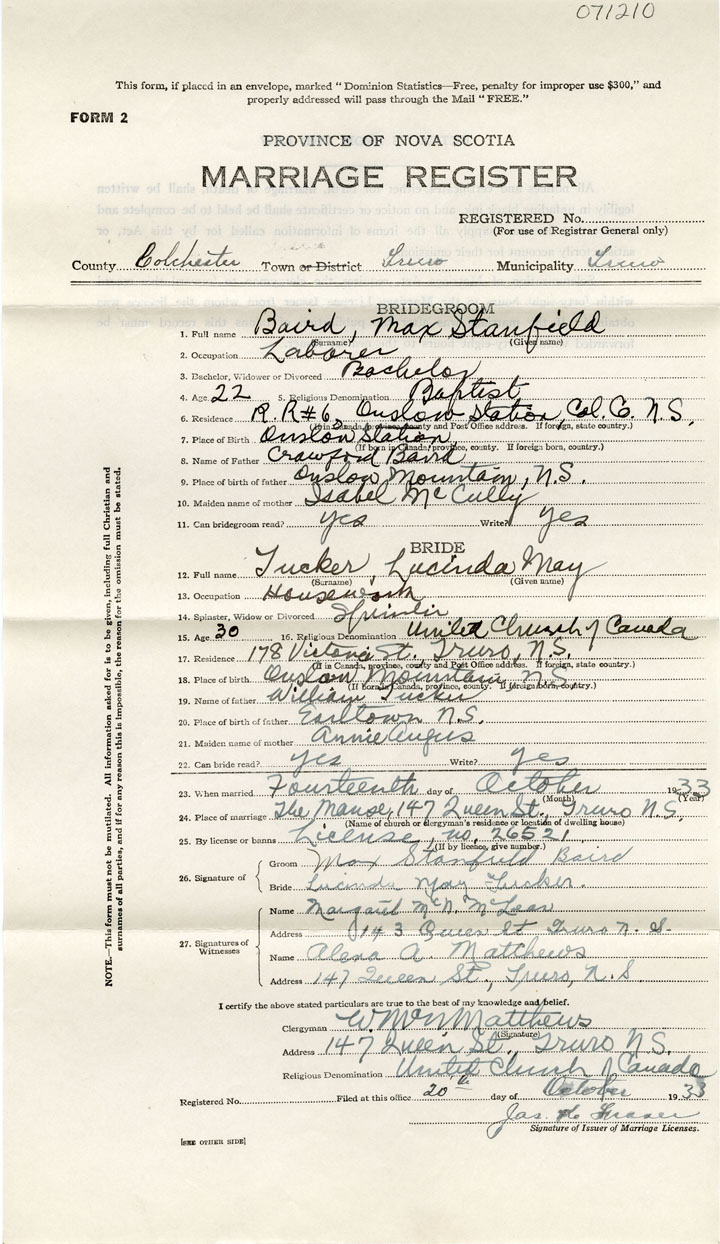 071210
This form, if placed in an envelope, marked "Dominion Statistics—Free, penalty for improper use $300," and
properly addressed will pass through the Mail "FREE."
FORM 2
PROVINCE OF NOVA SCOTIA
MARRIAGE REGISTER
REGISTERED No.
(For use of Registrar General only)
County Colchester Town or District Truro Municipality Truro
BRIDEGROOM
1. Full name Baird, Max Stanfield
(Surname) (Given name)
2. Occupation Laborer
3. Bachelor, Widower or Divorced Bachelor
4. Age 22 5. Religious Denomination Baptist
6. Residence R.R#6, Onslow Station, Col. Co. N.S.
(If in Canada, province, county and Post Office address. If foreign, state country.)
7. Place of Birth Onslow Station,
(If born in Canada, province, county. If foreign born, country.)
8. Name of Father Crawford Baird
9. Place of birth of father Onslow Mountain, N.S.
10. Maiden name of mother Isabel McCully
11. Can bridegroom read? yes Write? yes
BRIDE
12. Full name Tucker, Lucinda May
(Surname) (Given name)
13. Occupation Housework
14. Spinster, Widow or Divorced Spinster
15. Age 30 16. Religious Denomination United Church of Canada
17. Residence 178 Victoria St., Truro, N.S.
(If in Canada, province, county and Post Office address. If foreign, state country.)
18. Place of birth Onslow Mountain, N.S.
(If born in Canada, province, county. If foreign born, country.)
19. Name of father William Tucker
20. Place of birth of father Earltown N.S.
21. Maiden name of mother Annie Angus
22. Can bride read? yes Write? yes
23. When married Fourteenth day of October 1933
(Month) (Year)
24. Place of marriage The Manse, 147 Queen St., Truro N.S.
(Name of church or clergyman's residence or location of dwelling house)
25. By license or banns License, no. 26521
(If by licence, give number.)
26. Signature of
Groom Max Stanfield Baird
Bride Lucinda May Tucker.
27. Signatures of Witnesses
Name Margaret McN. McLean
Address 143 Queen St Truro N.S.
Name Alena A. Matthews
Address 147 Queen St., Truro, N.S.
I certify the above stated particulars are true to the best of my knowledge and belief.
Clergyman W. McN Matthews
(Signature)
Address 147 Queen St., Truro N.S.
Religious Denomination United Church of Canada
Registered No. Filed at this office 20th day of October 1933
Jas. Fraser
Signature of Issuer of Marriage Licenses.
[SEE OTHER SIDE]
NOTE.—This form must not be mutilated. All information asked for is to be given, including full Christian and
surnames of all parties, and if for any reason this is impossible, the reason for the omission must be stated.